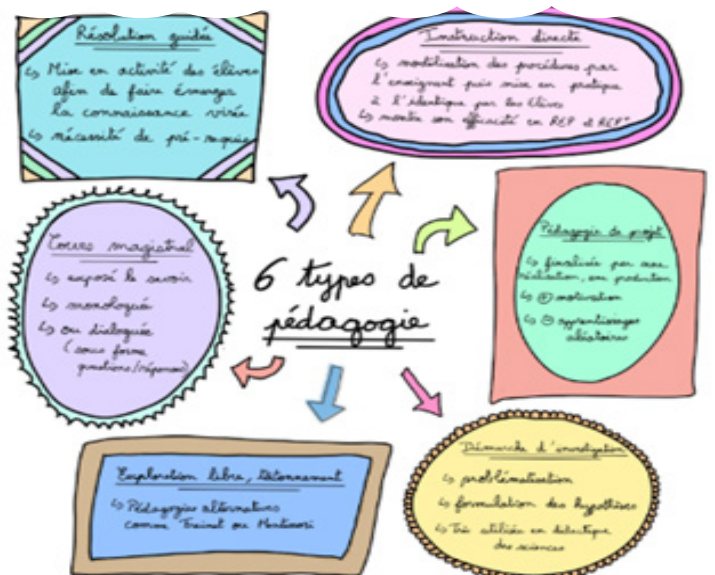 Résolution guidée
↳ Mise en activité des élèves
afin de faire émerger
la connaissance visée
↳ nécessité de pré-requis
Instruction directe
↳ modélisation des procédures par
l'enseignant puis mise en pratique
à l'identique par les élèves
↳ montre son efficacité en REP et REP+
Cours magistral
↳ exposé le savoir
↳ monologuée
↳ ou dialoguée
(sous forme
questions/réponses)
6 types de
pédagogie
Pédagogie de projet
↳ finalisée par une
réalisation, une production
↳ ⊕ motivation
↳ ⊖ apprentissages
aléatoires
Exploration libre, tâtonnement
↳ Pédagogies alternatives
comme Freinet ou Montessori
Démarche d'investigation
↳ problématisation
↳ formulation des hypothèses
↳ Très utilisée en didactique
des sciences